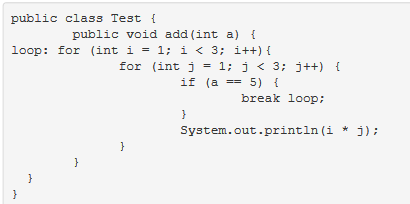 public class Test {
public void add(int a) {
loop: for (int i = 1; i < 3; i++){
for (int j = 1; j < 3; j++) {
if (a == 5) {
break loop;
}
System.out.println(i * j);
}
}
}
}